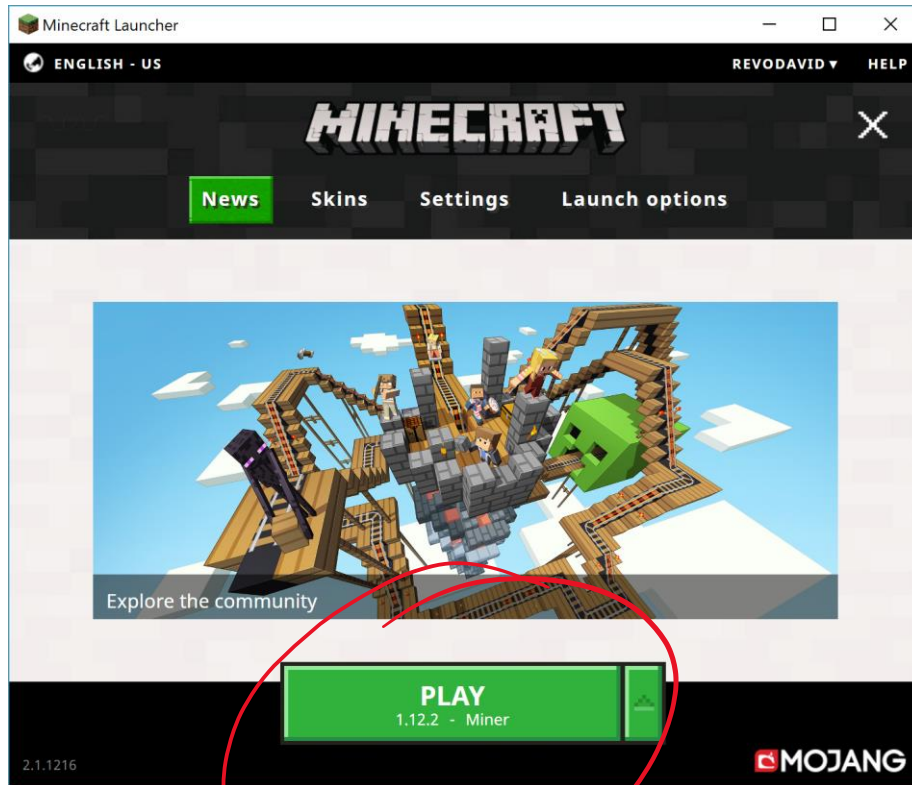 Minecraft Launcher
ENGLISH - US
REVODAVID
HELP
MINECRAFT
News
Skins
Settings
Launch options
Explore the community
PLAY
1.12.2 - Miner
2.1.1216
MOJANG